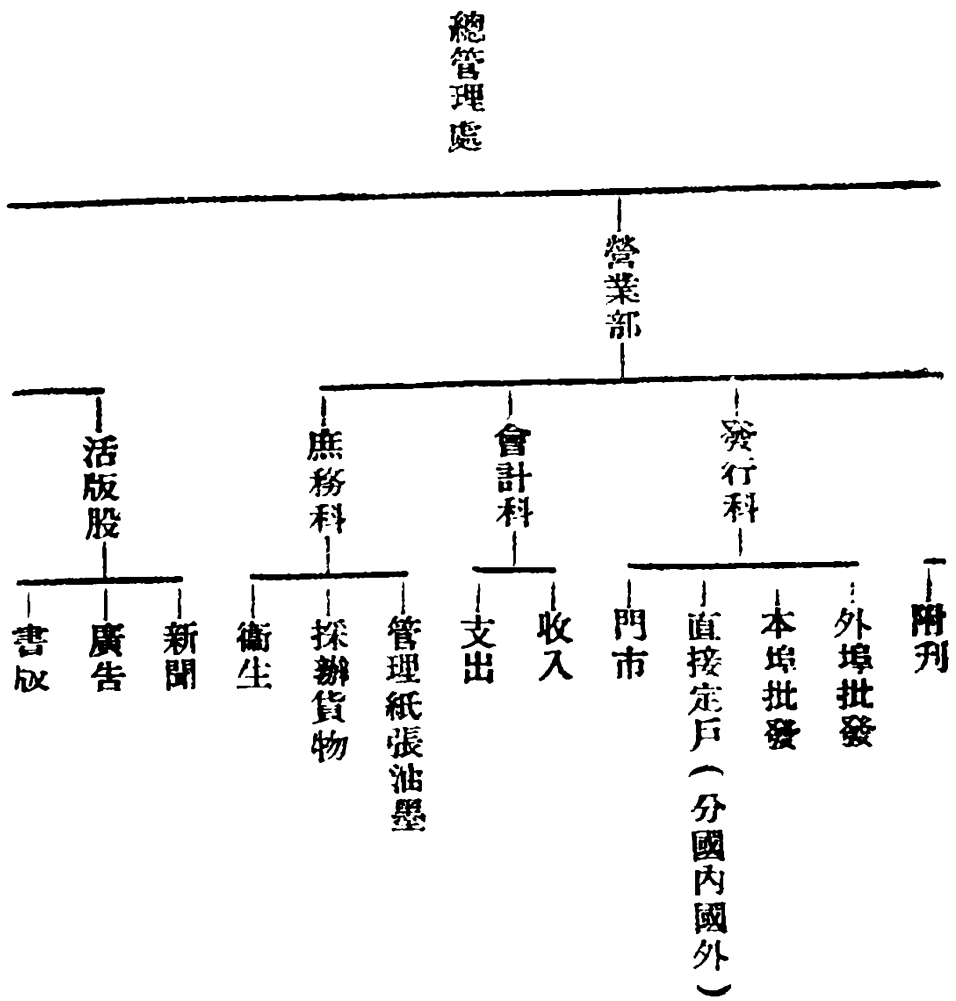 總管理處
營業部
發行科
會計科
庶務科
活版股
附刊
外埠批發
本埠批發
直接定戶(分國內國外)
門市
收入
支出
管理紙張油墨
採辦貨物
衞生
新聞
廣告
書版